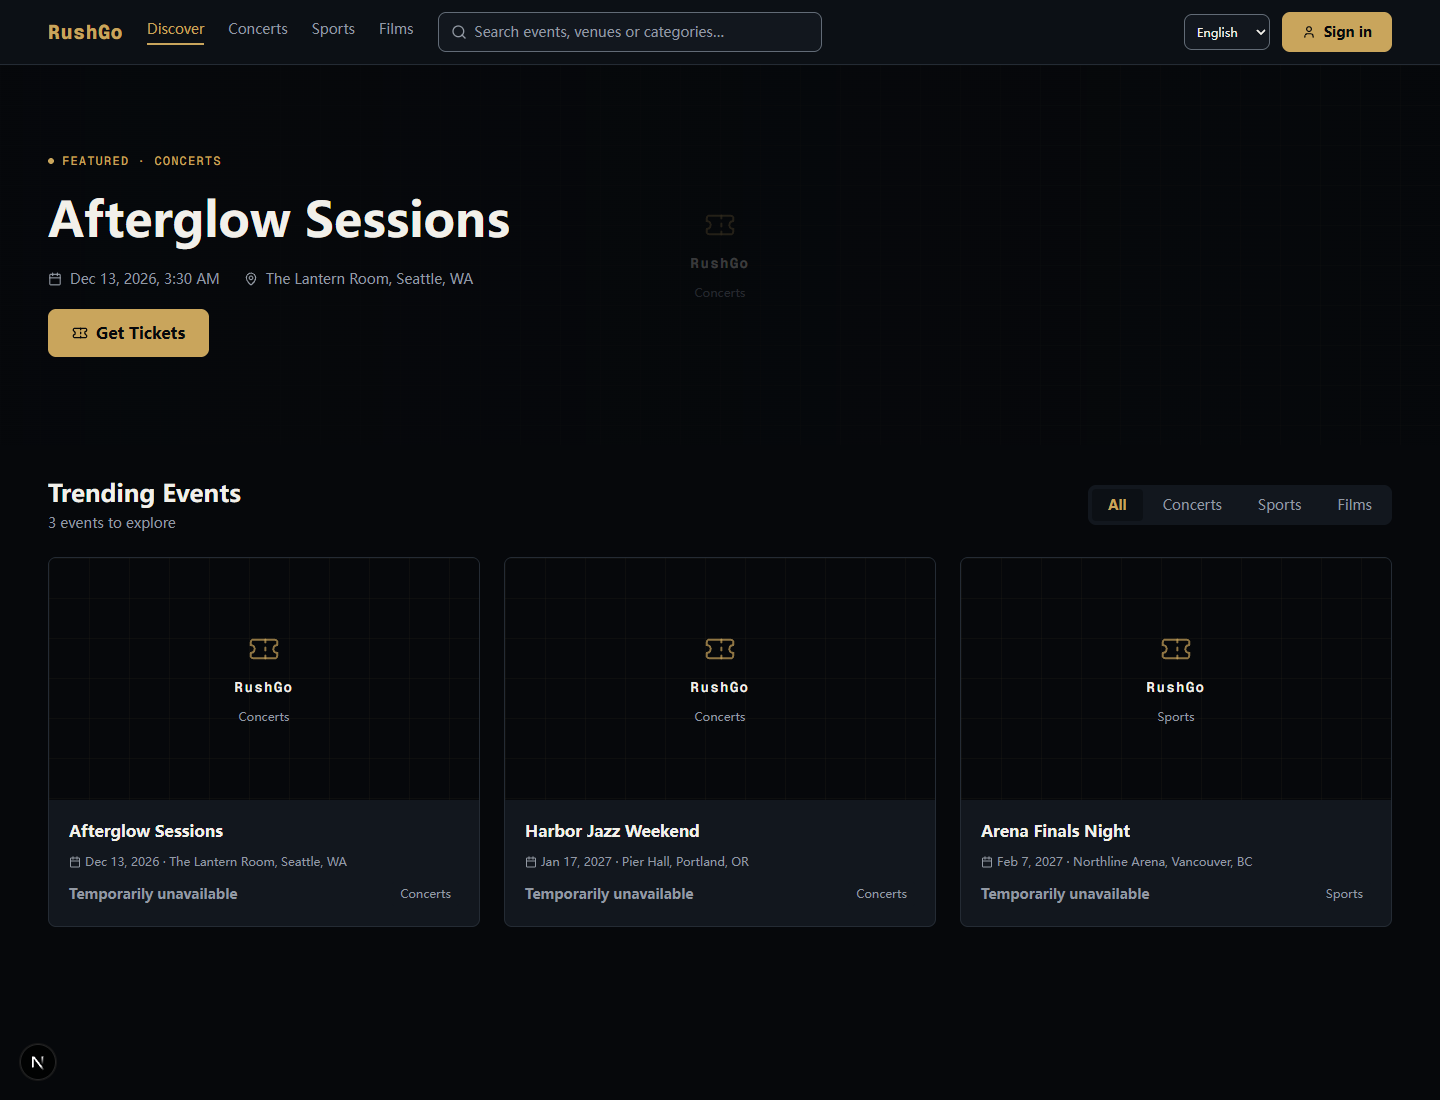 RushGo Discover Concerts Sports Films Search events, venues or categories... English Sign in
FEATURED · CONCERTS
Afterglow Sessions
Dec 13, 2026, 3:30 AM The Lantern Room, Seattle, WA
Get Tickets
RushGo
Concerts
Trending Events
3 events to explore
All Concerts Sports Films
RushGo
Concerts
Afterglow Sessions
Dec 13, 2026 · The Lantern Room, Seattle, WA
Temporarily unavailable Concerts
RushGo
Concerts
Harbor Jazz Weekend
Jan 17, 2027 · Pier Hall, Portland, OR
Temporarily unavailable Concerts
RushGo
Sports
Arena Finals Night
Feb 7, 2027 · Northline Arena, Vancouver, BC
Temporarily unavailable Sports
N